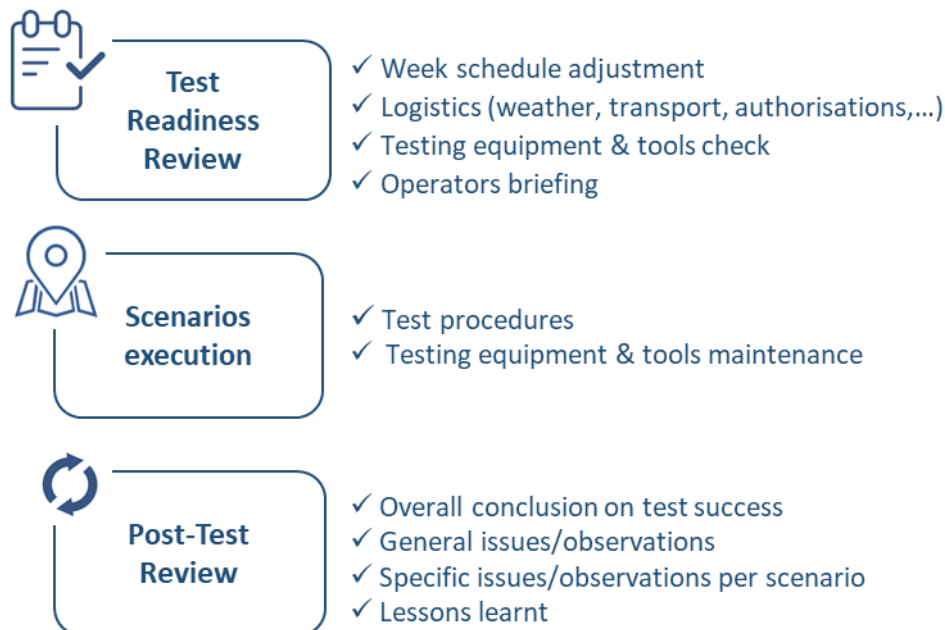 Test
Readiness
Review
✓ Week schedule adjustment
✓ Logistics (weather, transport, authorisations,...)
✓ Testing equipment & tools check
✓ Operators briefing
Scenarios
execution
✓ Test procedures
✓ Testing equipment & tools maintenance
Post-Test
Review
✓ Overall conclusion on test success
✓ General issues/observations
✓ Specific issues/observations per scenario
✓ Lessons learnt